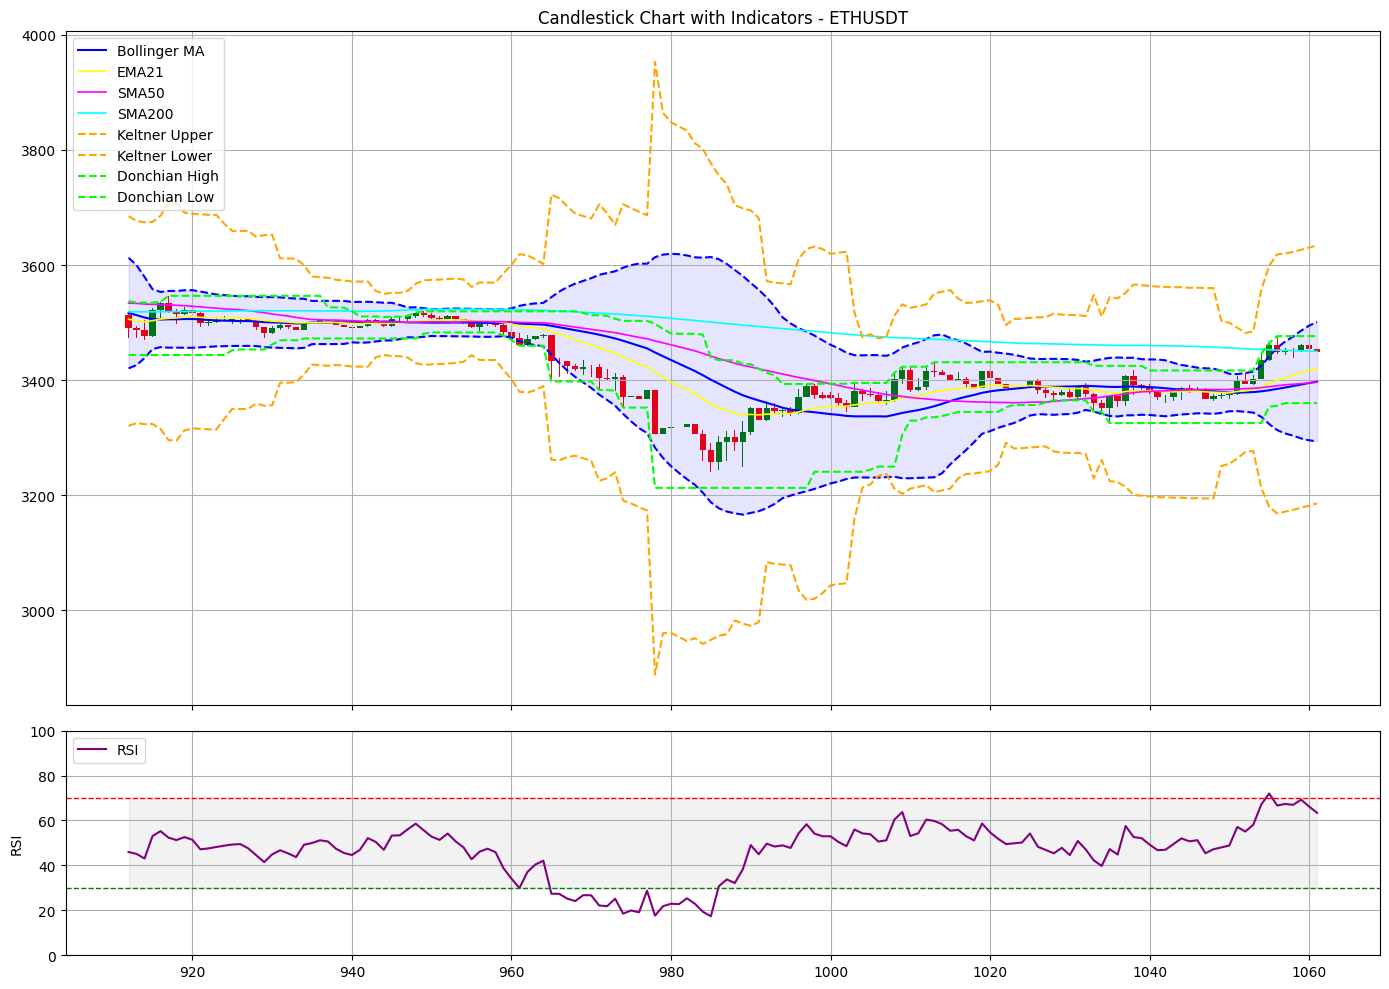 Candlestick Chart with Indicators - ETHUSDT
4000
3800
3600
3400
3200
3000
Bollinger MA
EMA21
SMA50
SMA200
Keltner Upper
Keltner Lower
Donchian High
Donchian Low
RSI
100
80
60
40
20
0
RSI
920
940
960
980
1000
1020
1040
1060